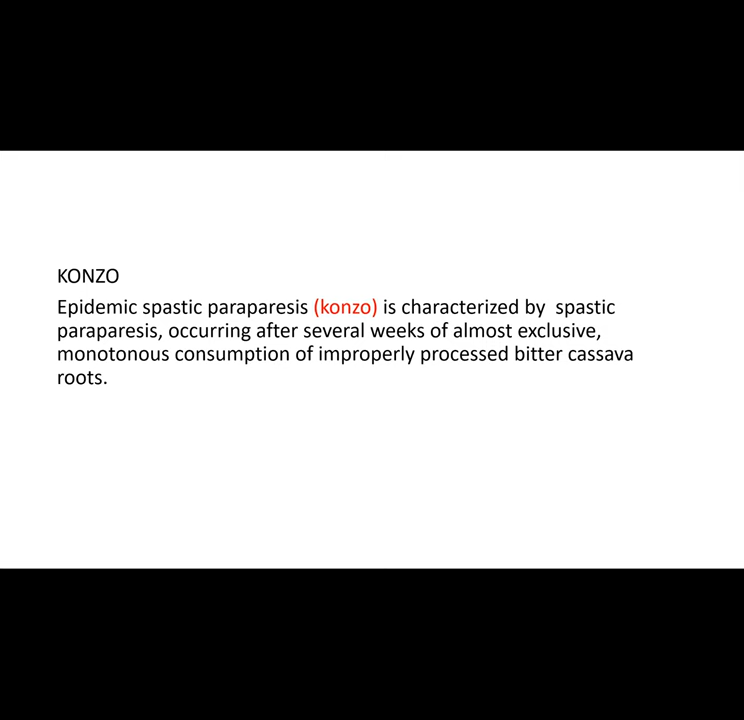 KONZO
Epidemic spastic paraparesis (konzo) is characterized by  spastic
paraparesis, occurring after several weeks of almost exclusive,
monotonous consumption of improperly processed bitter cassava
roots.